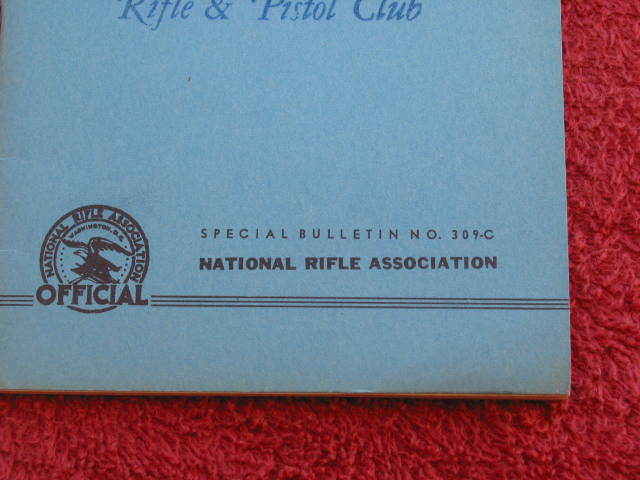 Rifle & Pistol Club
SPECIAL BULLETIN NO. 309-C
NATIONAL RIFLE ASSOCIATION
NATIONAL RIFLE ASSOCIATION
WASHINGTON, D.C.
OFFICIAL